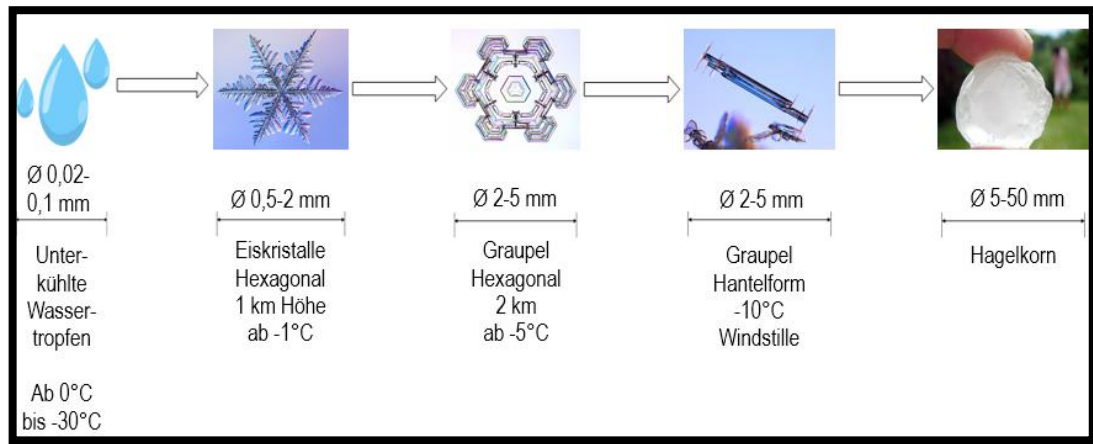 Ø 0,02-
0,1 mm
Unter-
kühlte
Wasser-
tropfen
Ab 0°C
bis -30°C
Ø 0,5-2 mm
Eiskristalle
Hexagonal
1 km Höhe
ab -1°C
Ø 2-5 mm
Graupel
Hexagonal
2 km
ab -5°C
Ø 2-5 mm
Graupel
Hantelform
-10°C
Windstille
Ø 5-50 mm
Hagelkorn